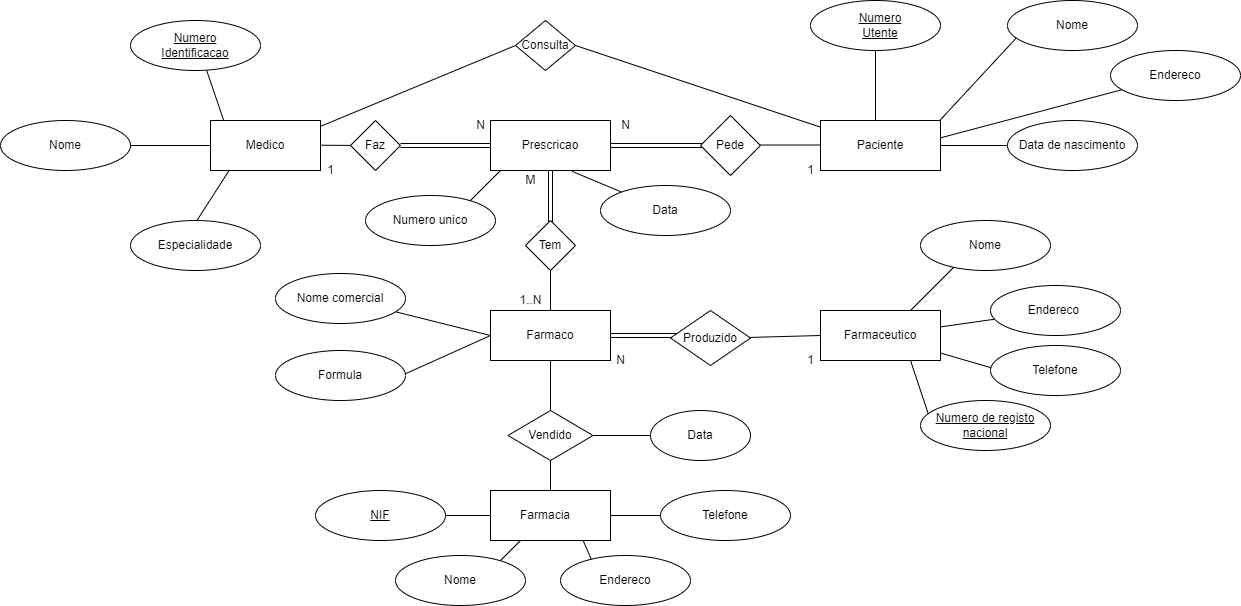 Numero
Identificacao
Consulta
Numero
Utente
Nome
Endereco
Nome
Medico
1
Faz
N
Prescricao
N
Pede
1
Paciente
Data de nascimento
Especialidade
Numero unico
M
Data
Tem
Nome
Nome comercial
1..N
Endereco
Farmaco
N
Produzido
1
Farmaceutico
Formula
Telefone
Numero de registo
nacional
Vendido
Data
NIF
Farmacia
Telefone
Nome
Endereco